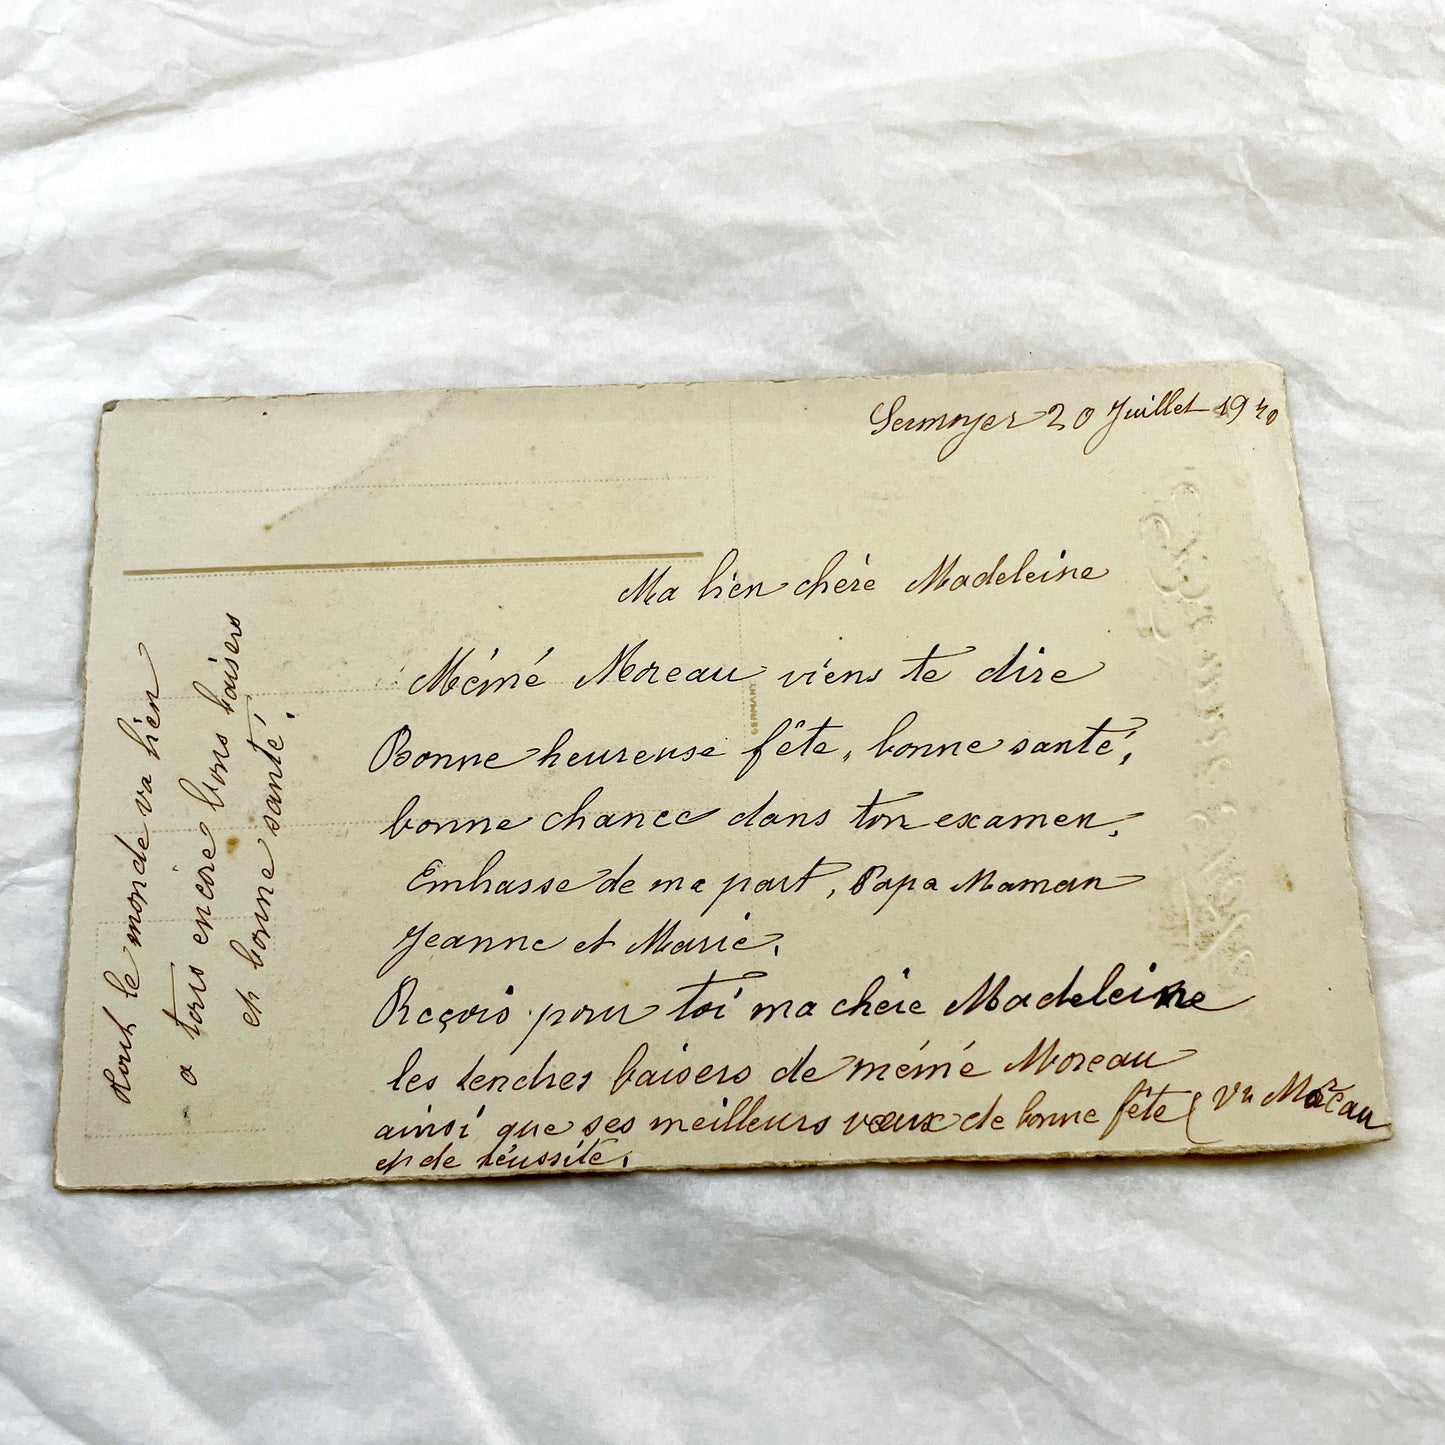 Sermoyer 20 Juillet 19
Ma bien chère Madeleine
Mémé Moreau viens te dire
Bonne heureuse fête, bonne santé,
bonne chance dans ton examen,
Embrasse de ma part, Papa Maman
Jeanne et Marie,
Reçois pour toi ma chère Madeleine
les tendres baisers de mémé Moreau
ainsi que ses meilleurs vœux de bonne fête
et de réussite,
Vve Moreau
tout le monde va bien
a tous encore bons baisers
et bonne santé!
GERMANY